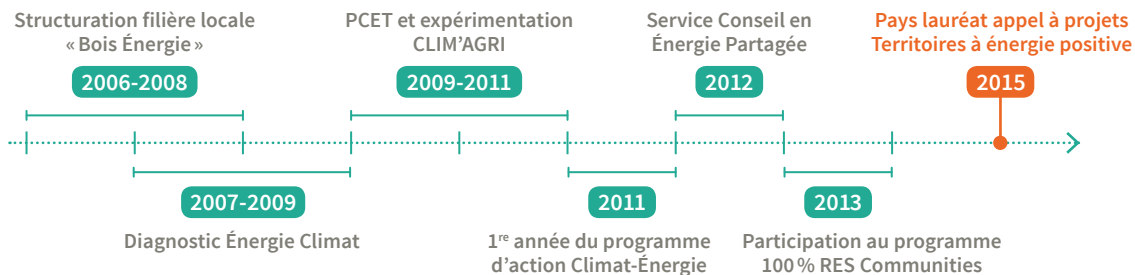 Structuration filière locale
« Bois Énergie »
2006-2008
PCET et expérimentation
CLIM’AGRI
2009-2011
Service Conseil en
Énergie Partagée
2012
Pays lauréat appel à projets
Territoires à énergie positive
2015
2007-2009
Diagnostic Énergie Climat
2011
1re année du programme
d’action Climat-Énergie
2013
Participation au programme
100 % RES Communities